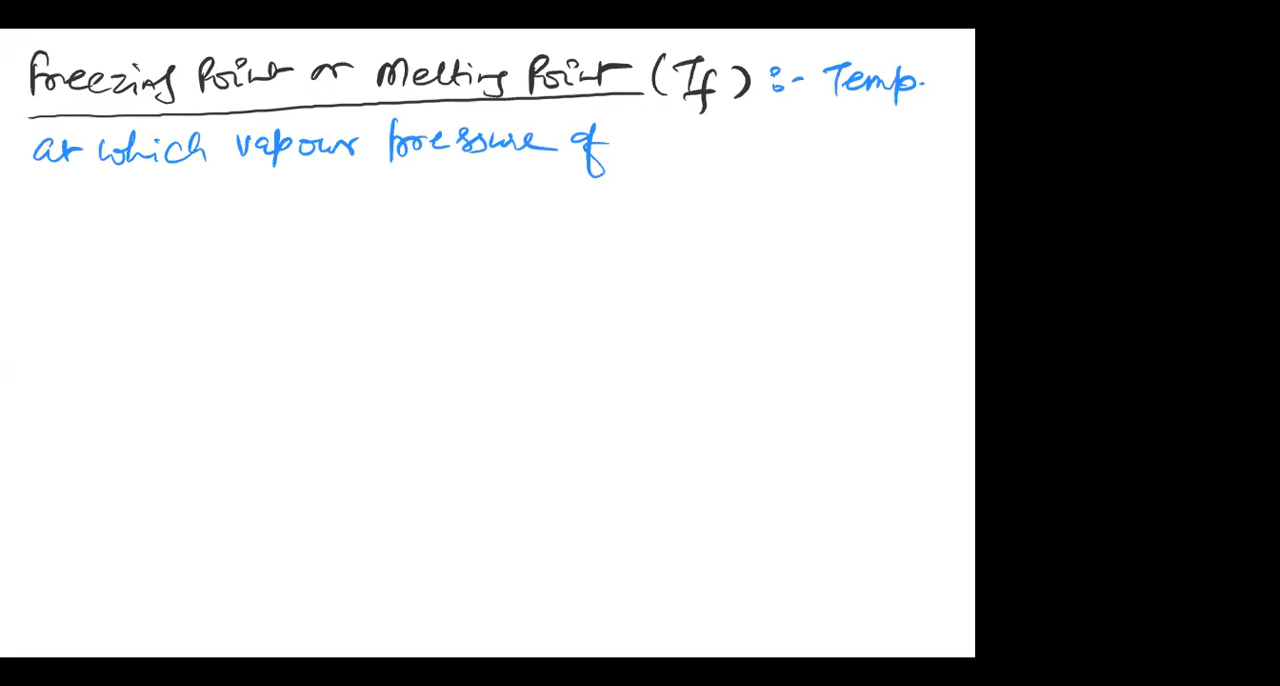 Freezing Point or Melting Point (Tf) :- Temp.
at which vapour pressure of